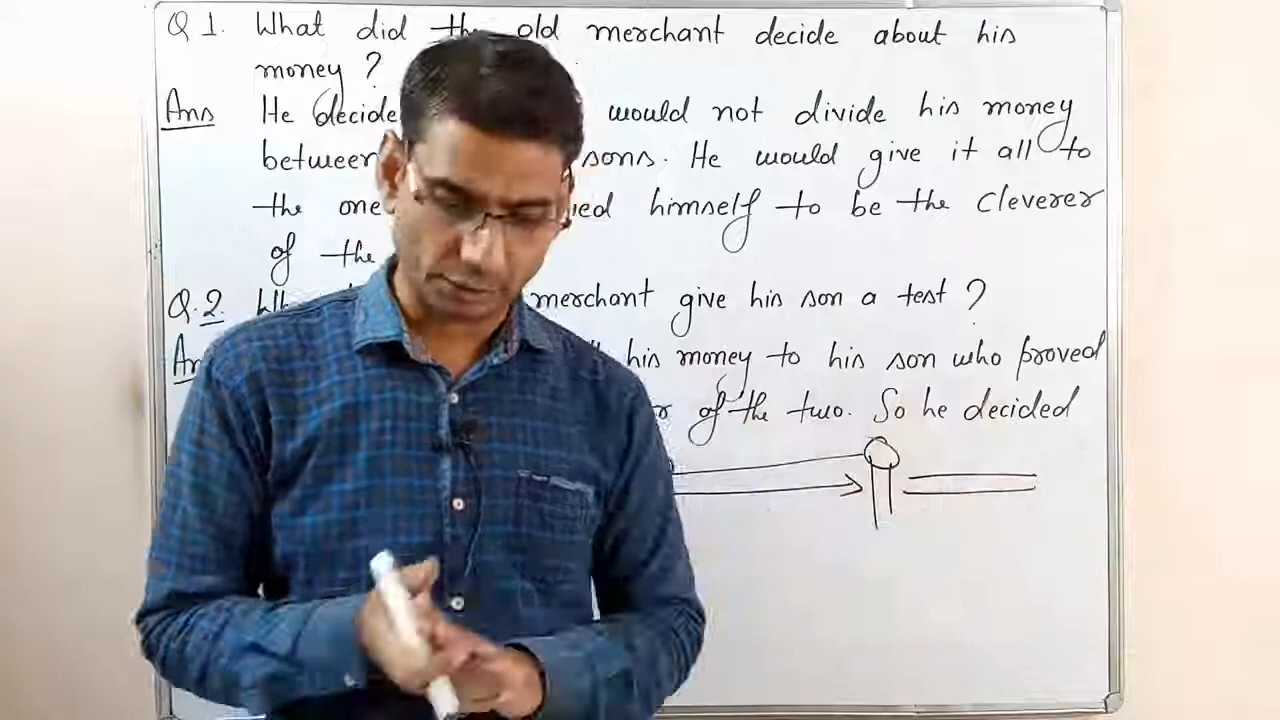 Q 1. What did the old merchant decide about his
money ?
Ans He decide would not divide his money
between sons. He would give it all to
the one himself to be the cleverer
of the
Q.2. merchant give his son a test ?
his money to his son who proved
of the two. So he decided